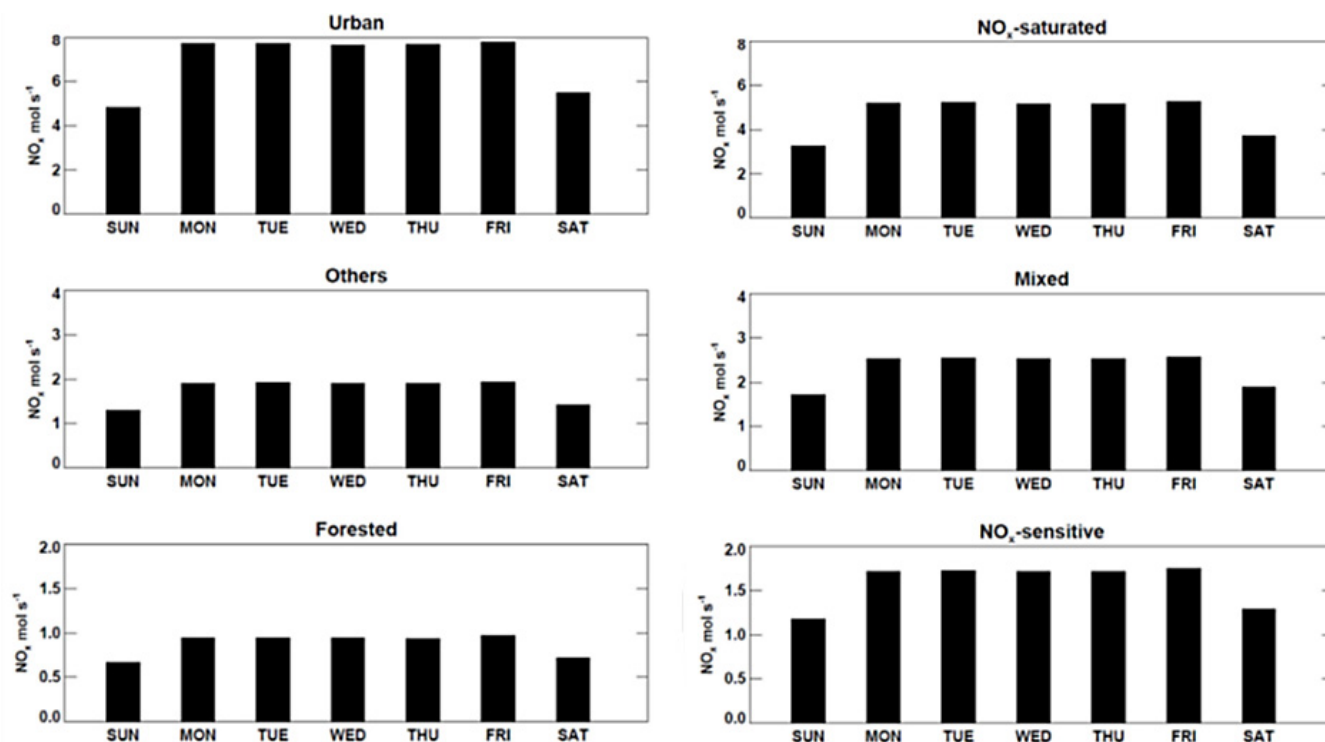 Urban
NOₓ mol s⁻¹
8
6
4
2
0
SUN MON TUE WED THU FRI SAT
NOₓ-saturated
NOₓ mol s⁻¹
8
6
4
2
0
SUN MON TUE WED THU FRI SAT
Others
NOₓ mol s⁻¹
4
3
2
1
0
SUN MON TUE WED THU FRI SAT
Mixed
NOₓ mol s⁻¹
4
3
2
1
0
SUN MON TUE WED THU FRI SAT
Forested
NOₓ mol s⁻¹
2.0
1.5
1.0
0.5
0.0
SUN MON TUE WED THU FRI SAT
NOₓ-sensitive
NOₓ mol s⁻¹
2.0
1.5
1.0
0.5
0.0
SUN MON TUE WED THU FRI SAT